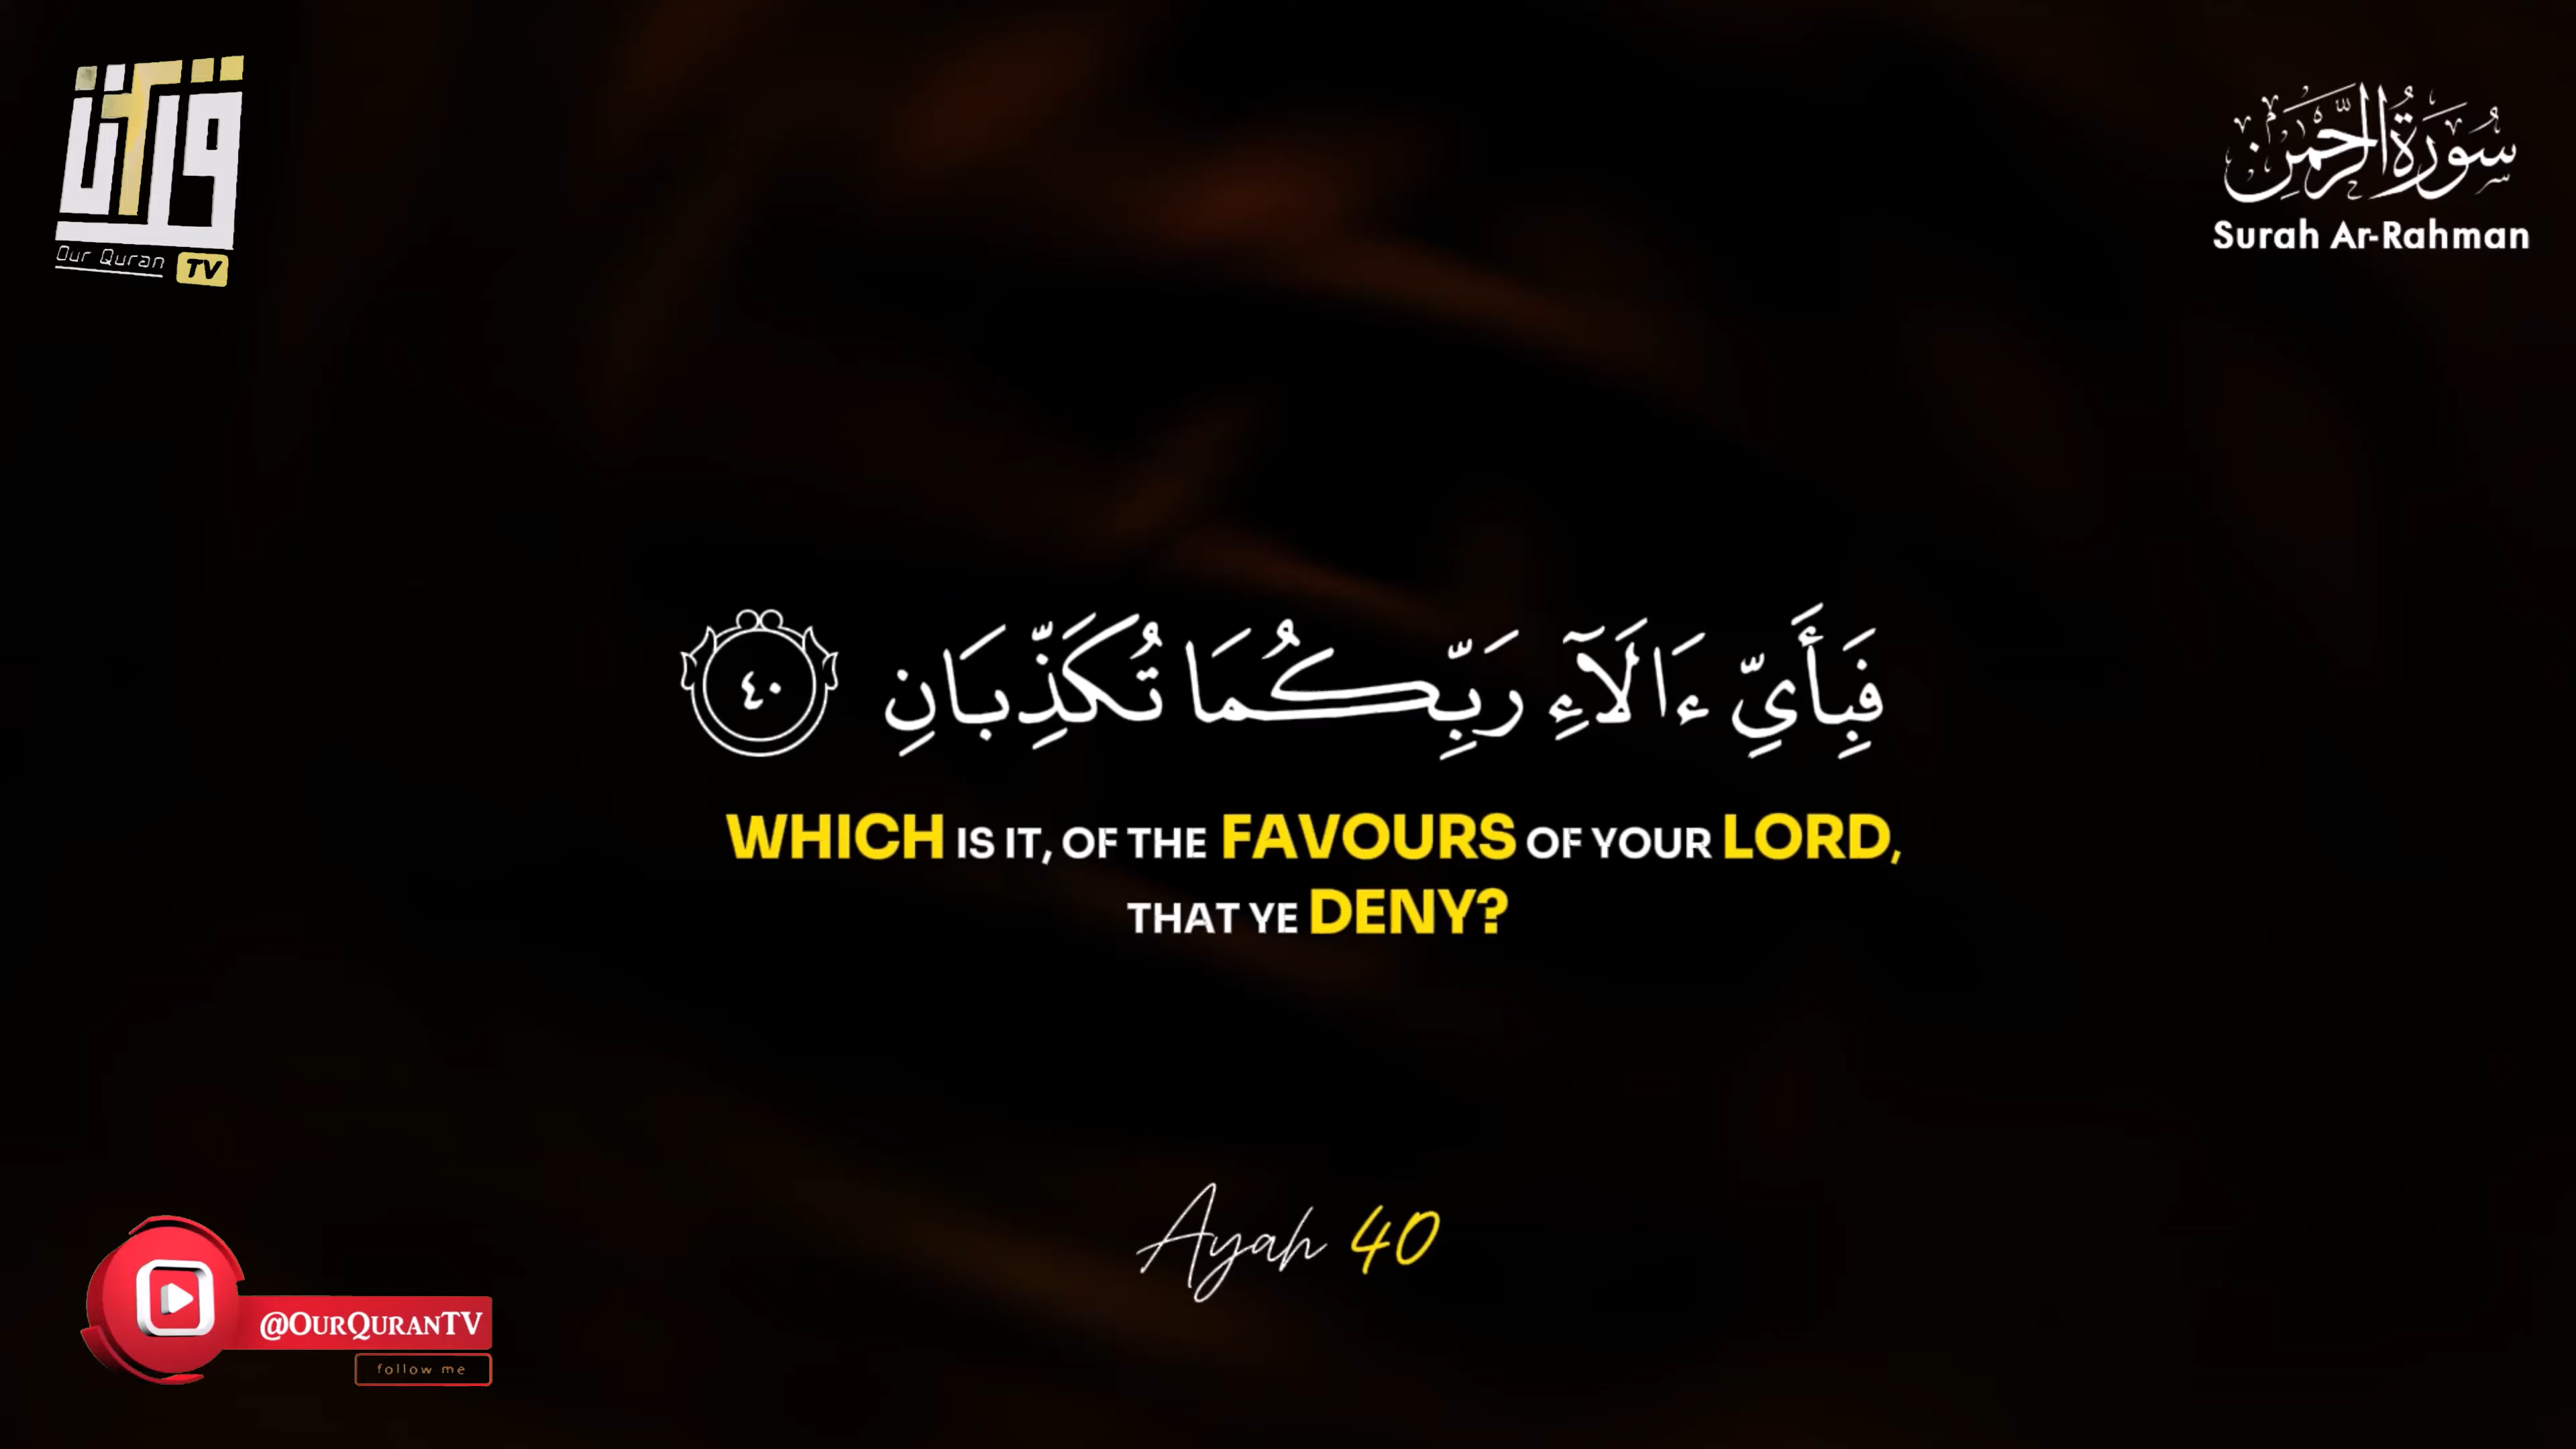 قرآننا
Our Quran TV
سُورَةُ الرَّحْمَٰن
Surah Ar-Rahman
فَبِأَيِّ ءَالَآءِ رَبِّكُمَا تُكَذِّبَانِ ٤٠
WHICH IS IT, OF THE FAVOURS OF YOUR LORD,
THAT YE DENY?
Ayah 40
@OURQURANTV
follow me